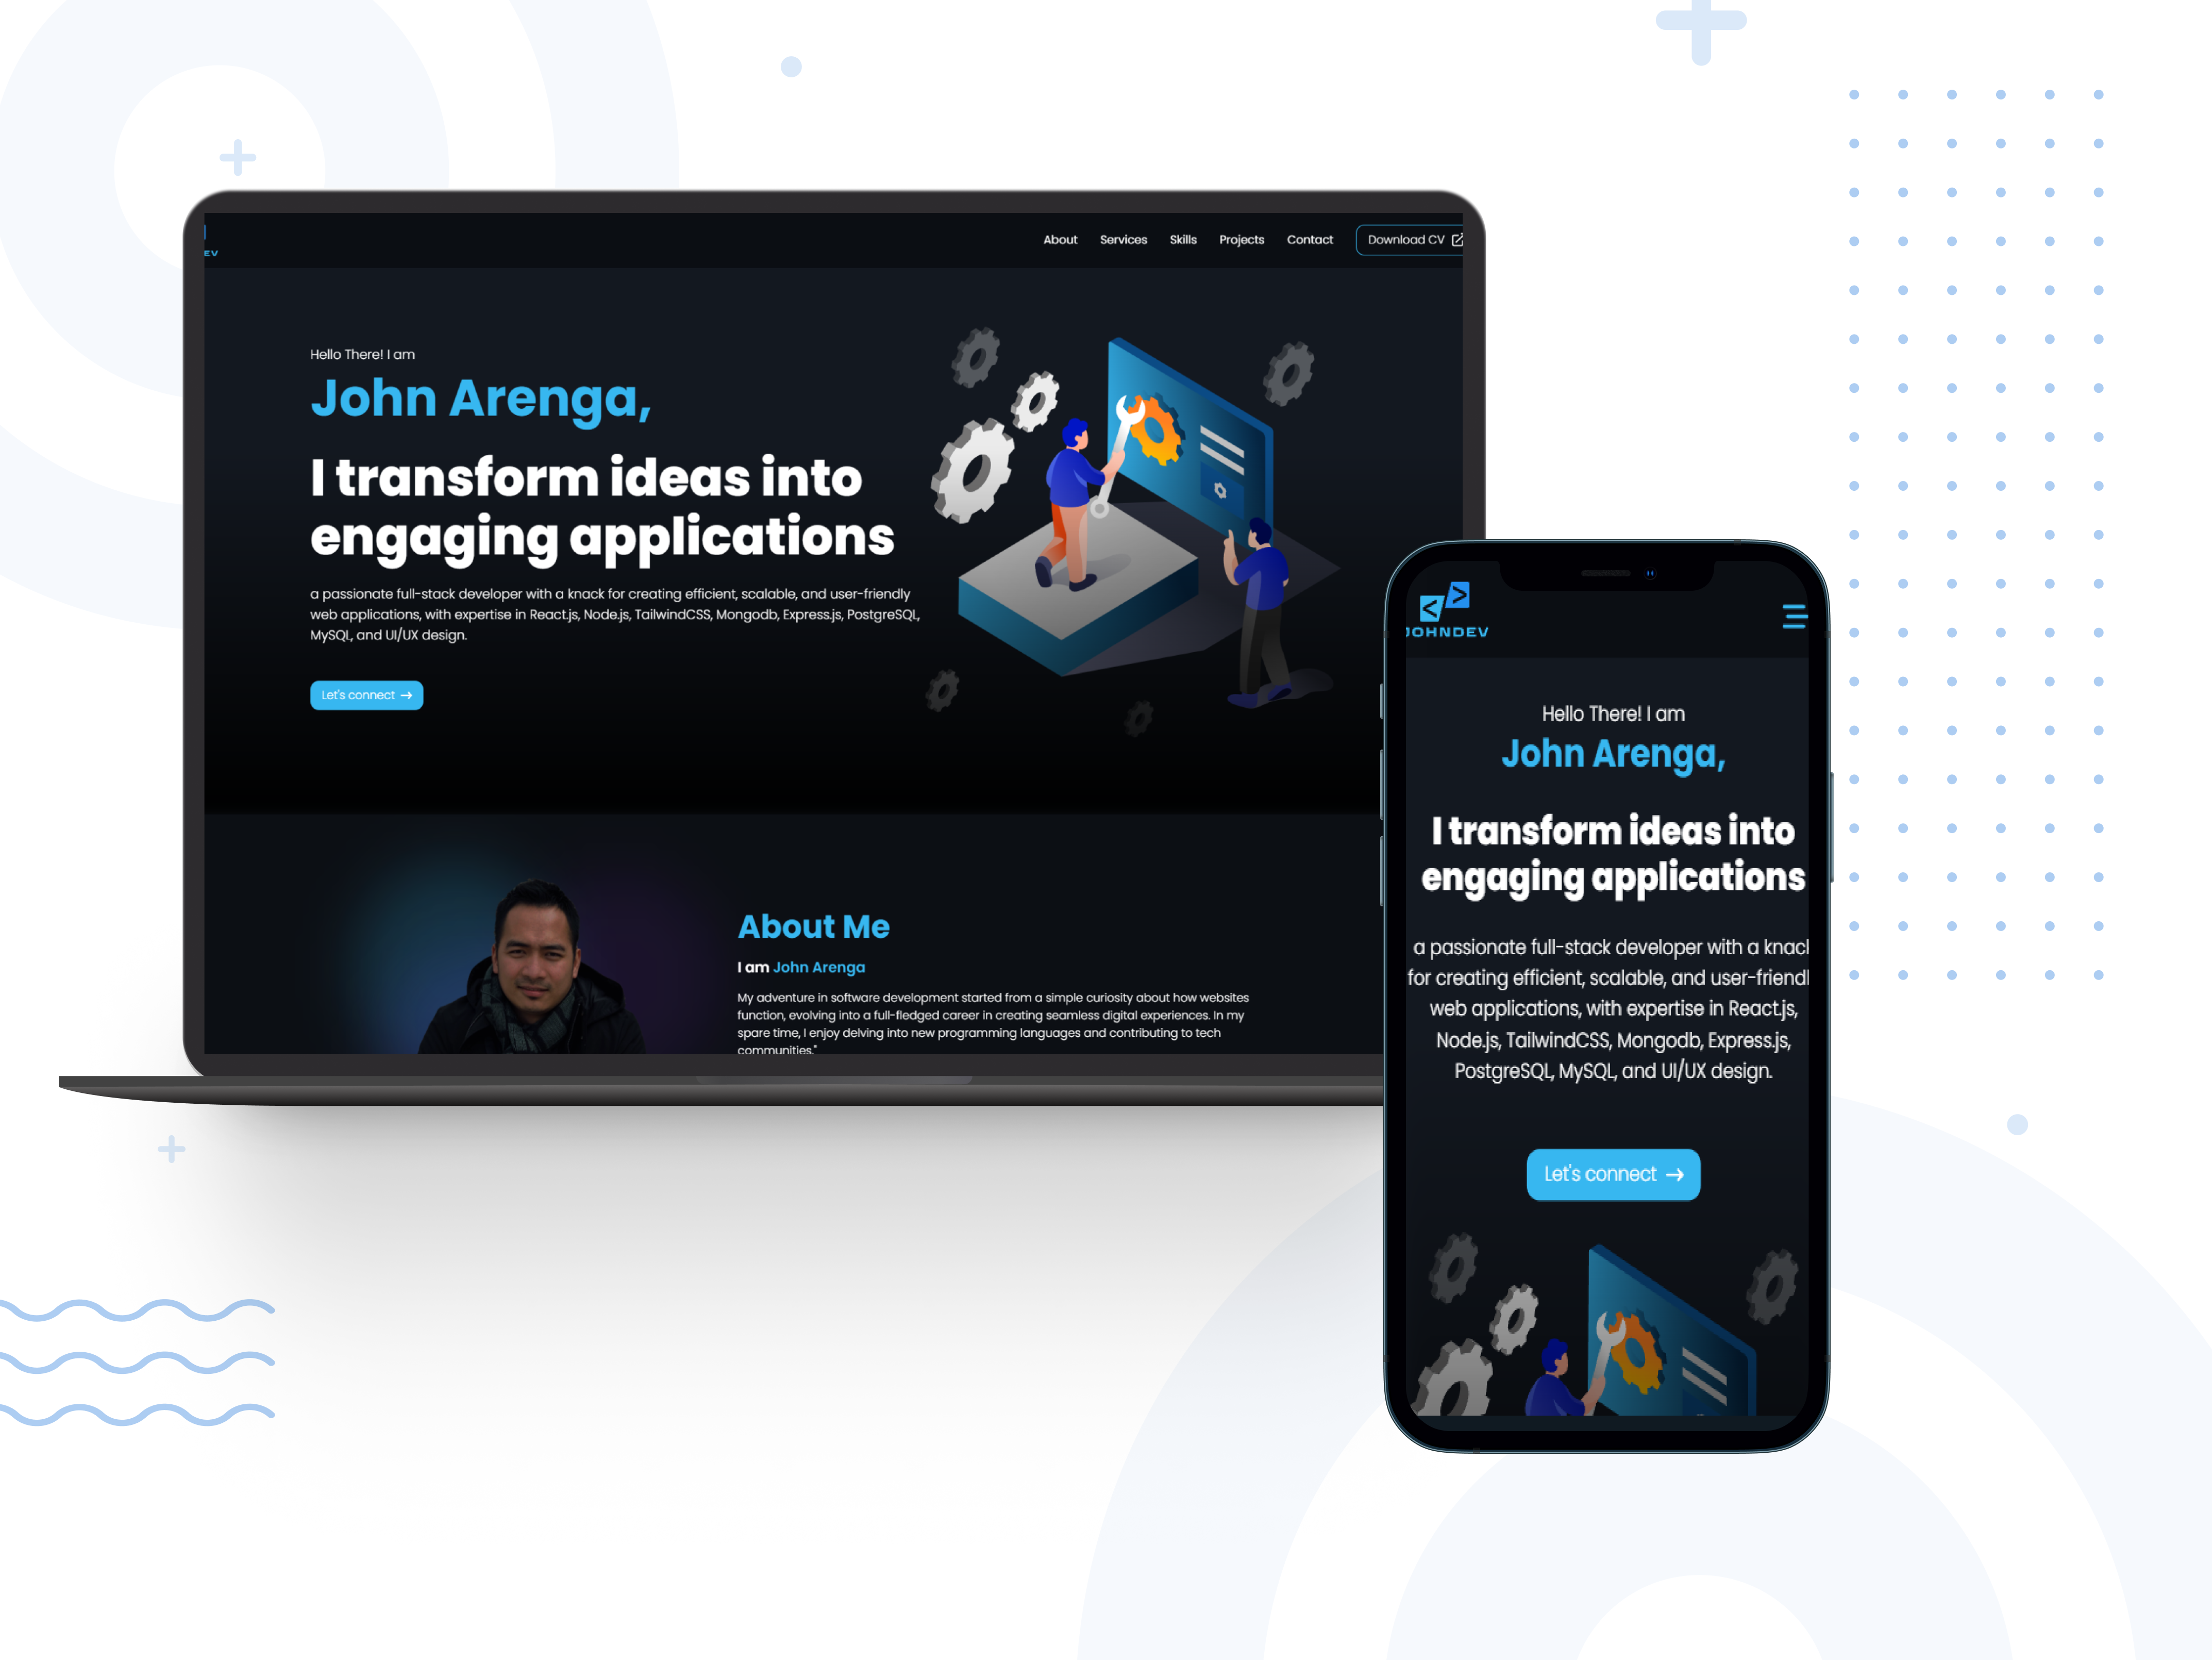 EV
About Services Skills Projects Contact Download CV
Hello There! I am
John Arenga,
I transform ideas into
engaging applications
a passionate full-stack developer with a knack for creating efficient, scalable, and user-friendly
web applications, with expertise in React.js, Node.js, TailwindCSS, Mongodb, Express.js, PostgreSQL,
MySQL, and UI/UX design.
Let's connect →
About Me
I am John Arenga
My adventure in software development started from a simple curiosity about how websites
function, evolving into a full-fledged career in creating seamless digital experiences. In my
spare time, I enjoy delving into new programming languages and contributing to tech
communities."
< >
JOHNDEV
Hello There! I am
John Arenga,
I transform ideas into
engaging applications
a passionate full-stack developer with a knack
for creating efficient, scalable, and user-friendl
web applications, with expertise in React.js,
Node.js, TailwindCSS, Mongodb, Express.js,
PostgreSQL, MySQL, and UI/UX design.
Let's connect →